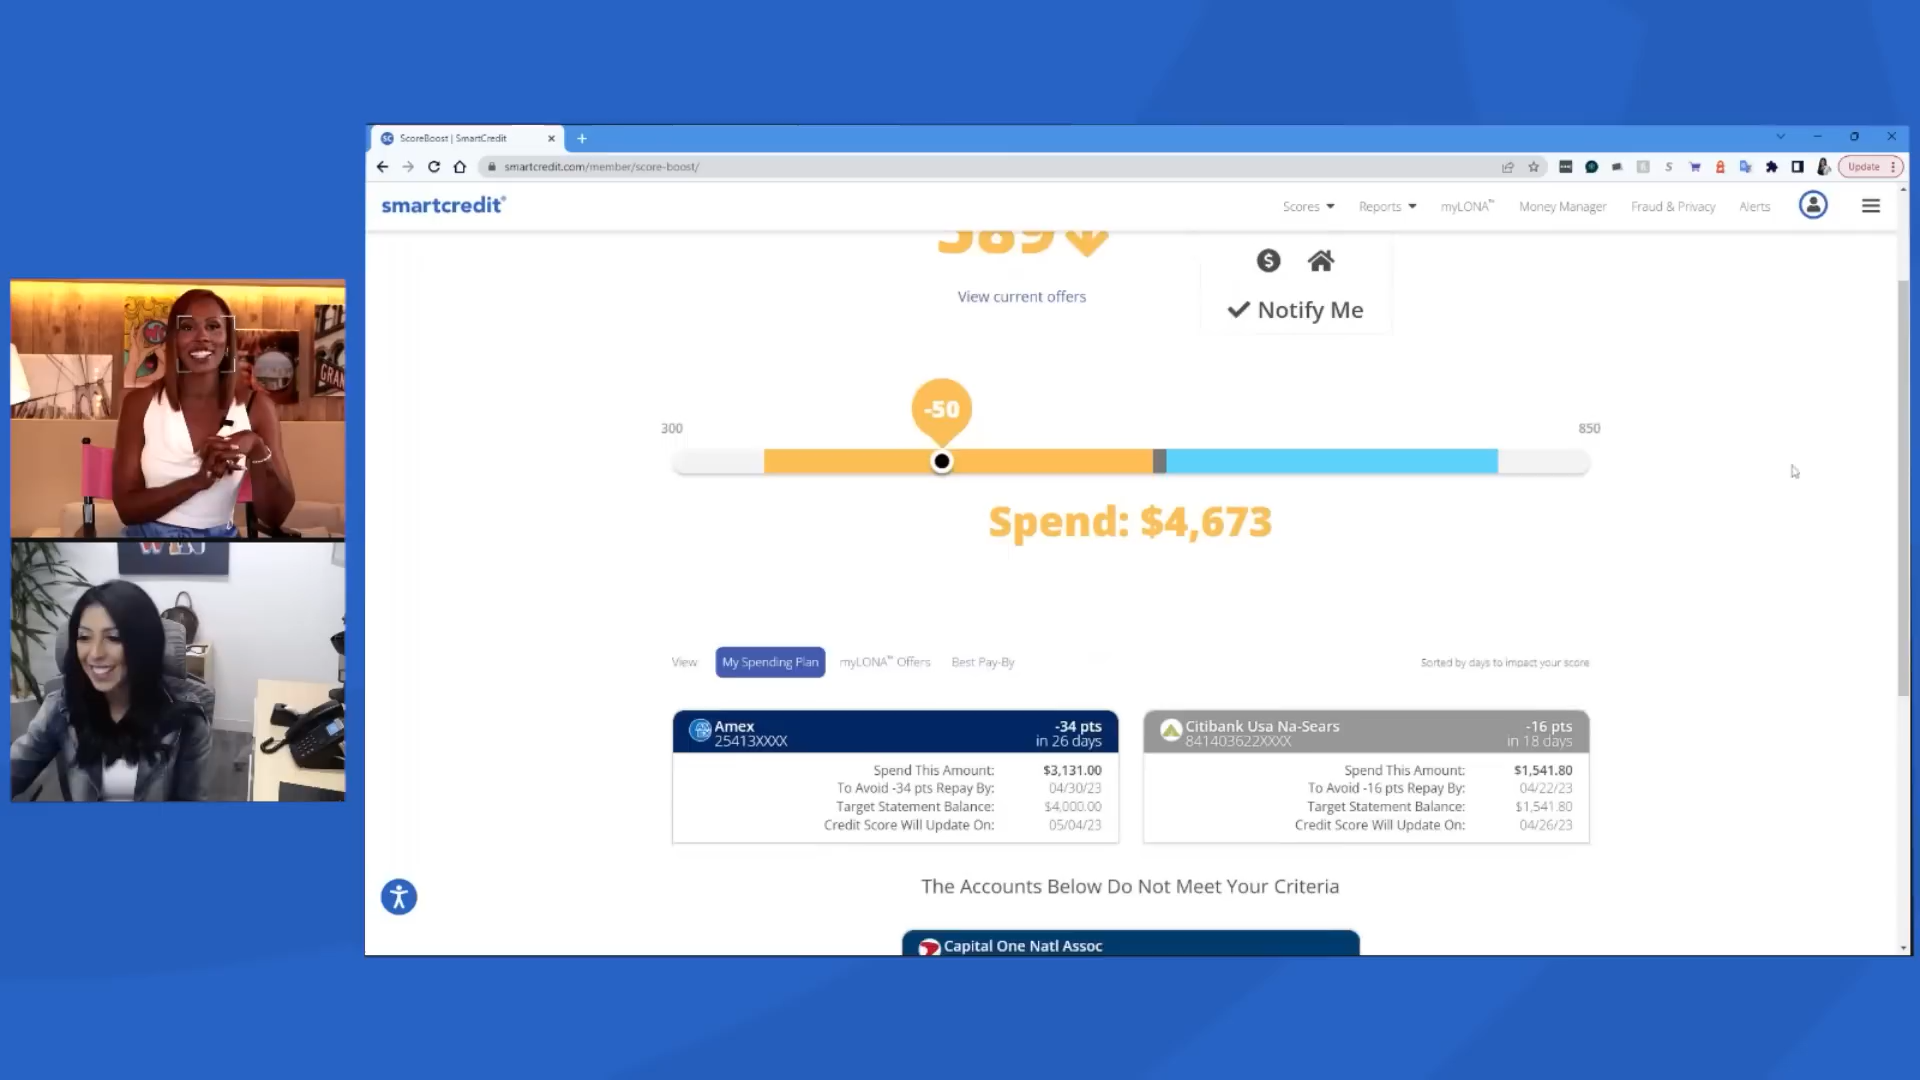 ScoreBoost | SmartCredit
smartcredit.com/member/score-boost/
Update
smartcredit®
Scores
Reports
myLONA™
Money Manager
Fraud & Privacy
Alerts
589
View current offers
Notify Me
-50
300
850
Spend: $4,673
View
My Spending Plan
myLONA™ Offers
Best Pay-By
Sorted by days to impact your score
Amex
25413XXXX
-34 pts
in 26 days
Spend This Amount: $3,131.00
To Avoid -34 pts Repay By: 04/30/23
Target Statement Balance: $4,000.00
Credit Score Will Update On: 05/04/23
Citibank Usa Na-Sears
841403622XXXX
-16 pts
in 18 days
Spend This Amount: $1,541.80
To Avoid -16 pts Repay By: 04/22/23
Target Statement Balance: $1,541.80
Credit Score Will Update On: 04/26/23
The Accounts Below Do Not Meet Your Criteria
Capital One Natl Assoc
GRAN